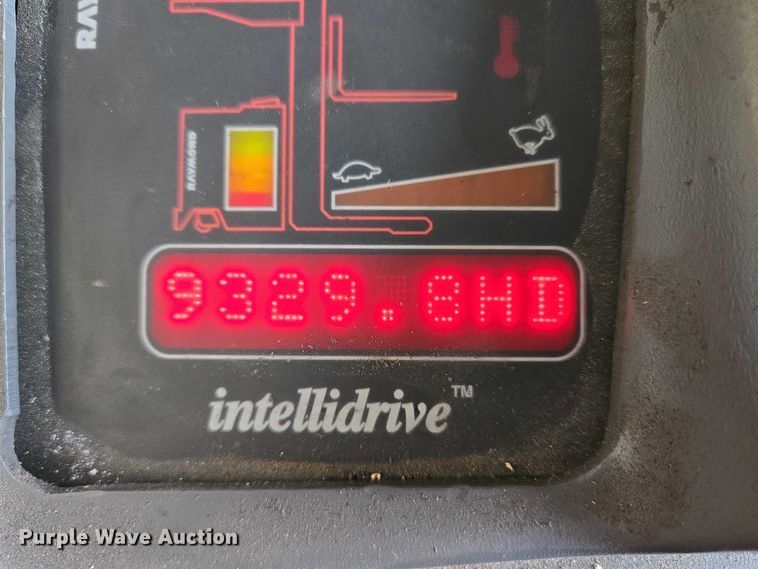 RAY
RAYMOND
9329.8HD
intellidrive™
Purple Wave Auction